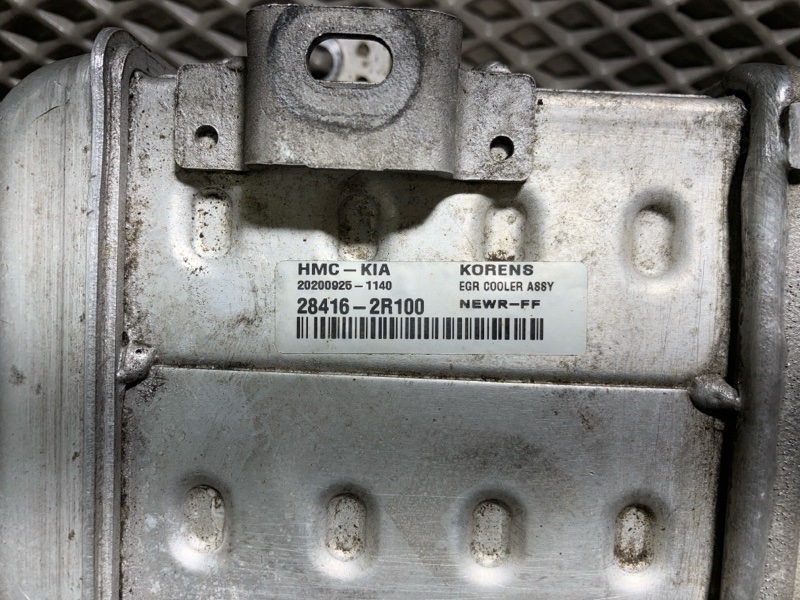 HMC-KIA KORENS
20200925-1140 EGR COOLER ASSY
28416-2R100 NEWR-FF